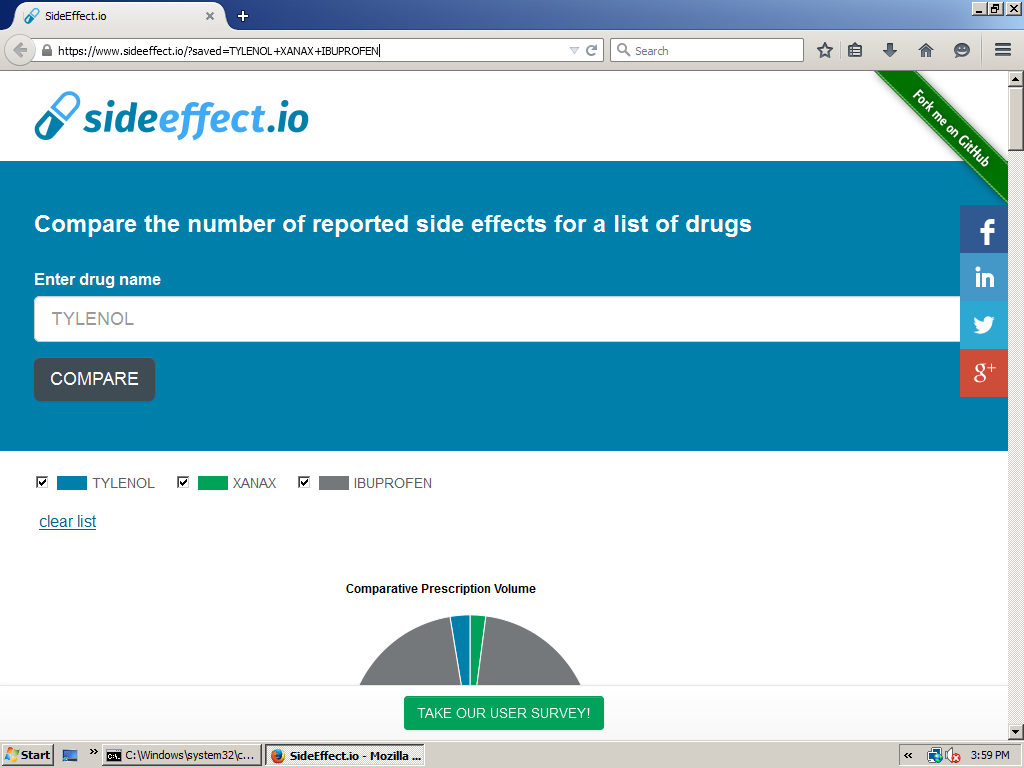 SideEffect.io
https://www.sideeffect.io/?saved=TYLENOL+XANAX+IBUPROFEN
Search
sideeffect.io
Fork me on GitHub
Compare the number of reported side effects for a list of drugs
Enter drug name
TYLENOL
COMPARE
f
in
g+
TYLENOL XANAX IBUPROFEN
clear list
Comparative Prescription Volume
TAKE OUR USER SURVEY!
Start » C:\Windows\system32\c... SideEffect.io - Mozilla ... « 3:59 PM